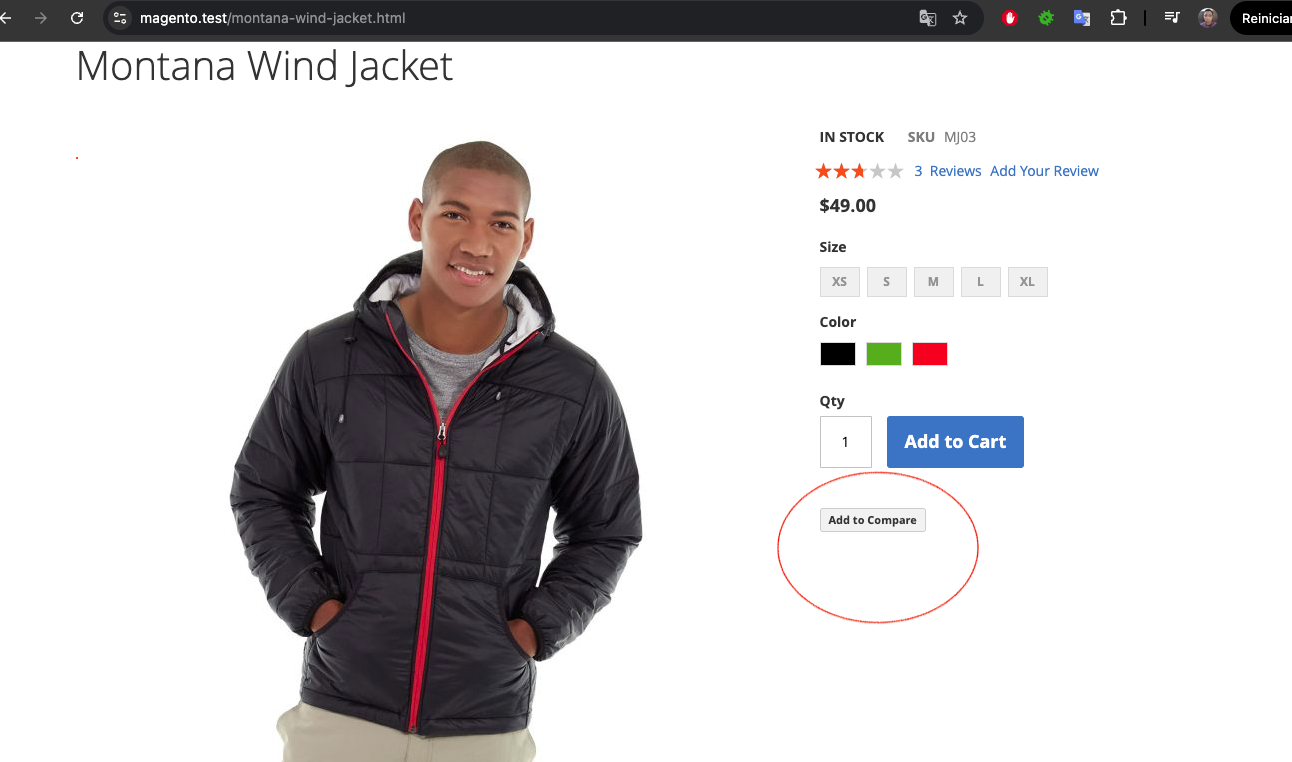 magento.test/montana-wind-jacket.html
Reiniciar
Montana Wind Jacket
IN STOCK SKU MJ03
3 Reviews Add Your Review
$49.00
Size
XS S M L XL
Color
Qty
1 Add to Cart
Add to Compare